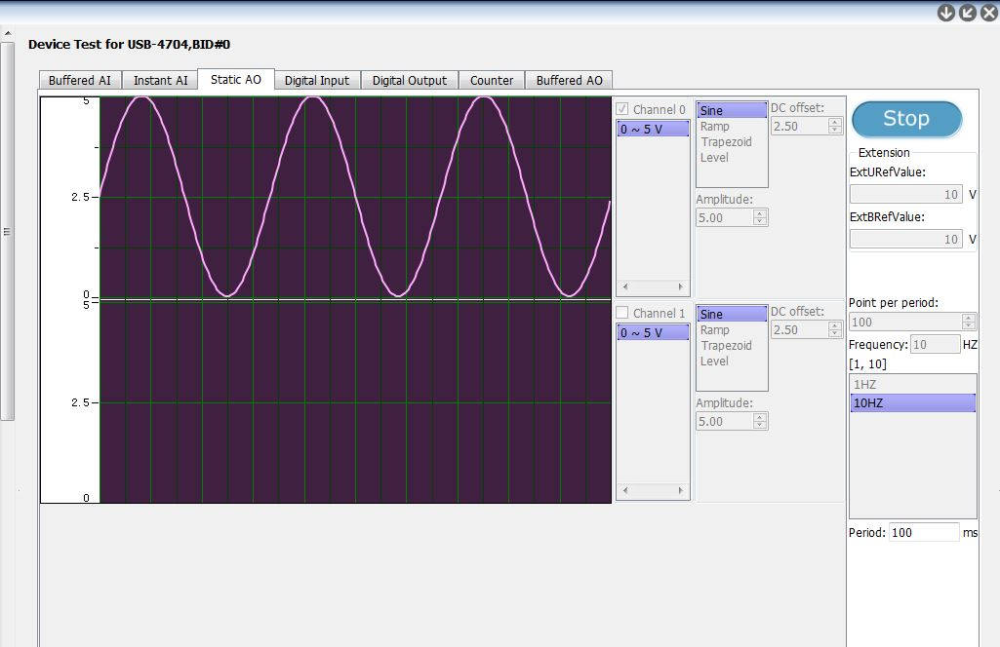 Device Test for USB-4704,BID#0
Buffered AI Instant AI Static AO Digital Input Digital Output Counter Buffered AO
5
2.5
0
Channel 0
0 ~ 5 V
Sine
Ramp
Trapezoid
Level
DC offset:
2.50
Amplitude:
5.00
5
2.5
0
Channel 1
0 ~ 5 V
Sine
Ramp
Trapezoid
Level
DC offset:
2.50
Amplitude:
5.00
Stop
Extension
ExtURefValue:
10 V
ExtBRefValue:
10 V
Point per period:
100
Frequency: 10 HZ
[1, 10]
1HZ
10HZ
Period: 100 ms